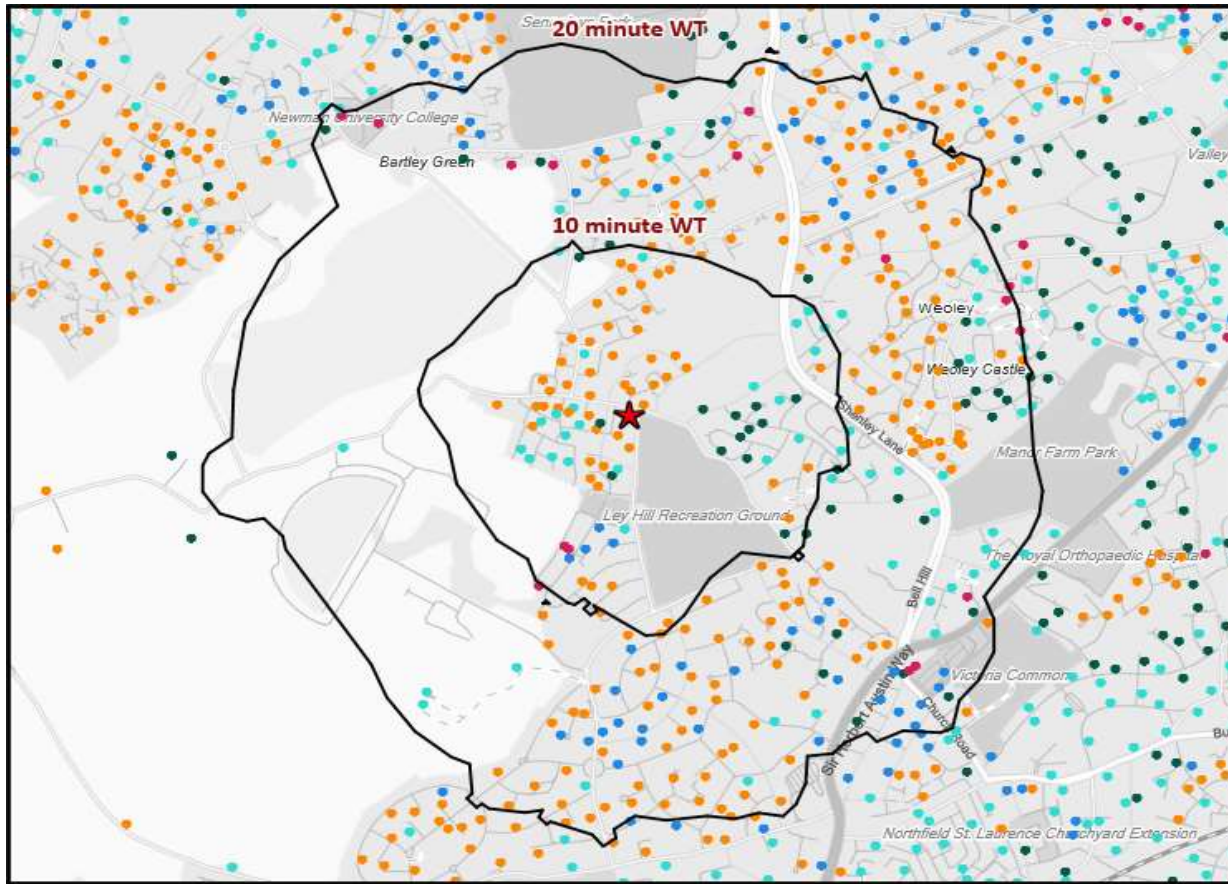 20 minute WT
Newman University College
Bartley Green
Valley
10 minute WT
Weoley
Weoley Castle
Shenley Lane
Manor Farm Park
Ley Hill Recreation Ground
The Royal Orthopaedic Hospital
Bell Hill
Victoria Common
Sir Herbert Austin Way
Church Road
Northfield St. Laurence Churchyard Extension